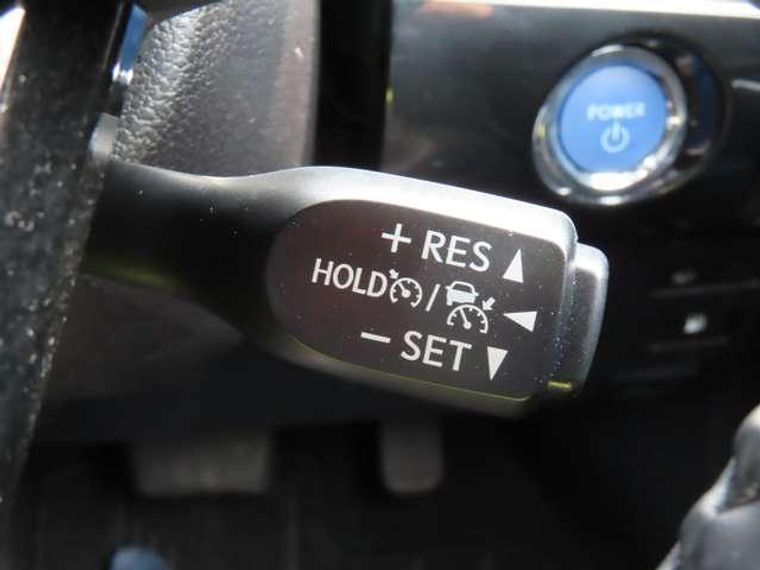 POWER
+ RES
HOLD /
- SET